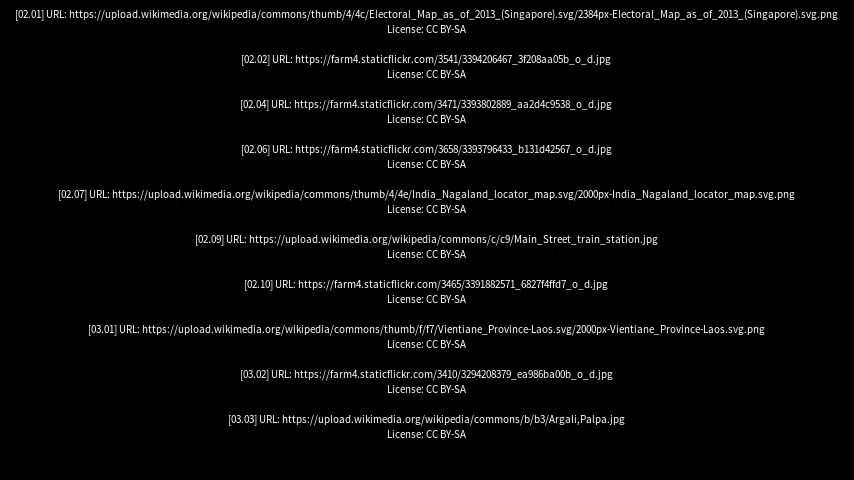 [02.01] URL: https://upload.wikimedia.org/wikipedia/commons/thumb/4/4c/Electoral_Map_as_of_2013_(Singapore).svg/2384px-Electoral_Map_as_of_2013_(Singapore).svg.png
License: CC BY-SA
[02.02] URL: https://farm4.staticflickr.com/3541/3394206467_3f208aa05b_o_d.jpg
License: CC BY-SA
[02.04] URL: https://farm4.staticflickr.com/3471/3393802889_aa2d4c9538_o_d.jpg
License: CC BY-SA
[02.06] URL: https://farm4.staticflickr.com/3658/3393796433_b131d42567_o_d.jpg
License: CC BY-SA
[02.07] URL: https://upload.wikimedia.org/wikipedia/commons/thumb/4/4e/India_Nagaland_locator_map.svg/2000px-India_Nagaland_locator_map.svg.png
License: CC BY-SA
[02.09] URL: https://upload.wikimedia.org/wikipedia/commons/c/c9/Main_Street_train_station.jpg
License: CC BY-SA
[02.10] URL: https://farm4.staticflickr.com/3465/3391882571_6827f4ffd7_o_d.jpg
License: CC BY-SA
[03.01] URL: https://upload.wikimedia.org/wikipedia/commons/thumb/f/f7/Vientiane_Province-Laos.svg/2000px-Vientiane_Province-Laos.svg.png
License: CC BY-SA
[03.02] URL: https://farm4.staticflickr.com/3410/3294208379_ea986ba00b_o_d.jpg
License: CC BY-SA
[03.03] URL: https://upload.wikimedia.org/wikipedia/commons/b/b3/Argali,Palpa.jpg
License: CC BY-SA